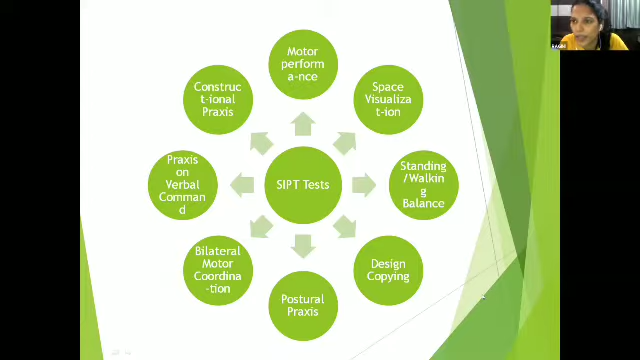 Motor
perform
a-nce
Space
Visualiza
t-ion
Standing
/Walkin
g
Balance
Design
Copying
Postural
Praxis
Bilateral
Motor
Coordina
-tion
Praxis
on
Verbal
Comman
d
Construc
t-ional
Praxis
SIPT Tests